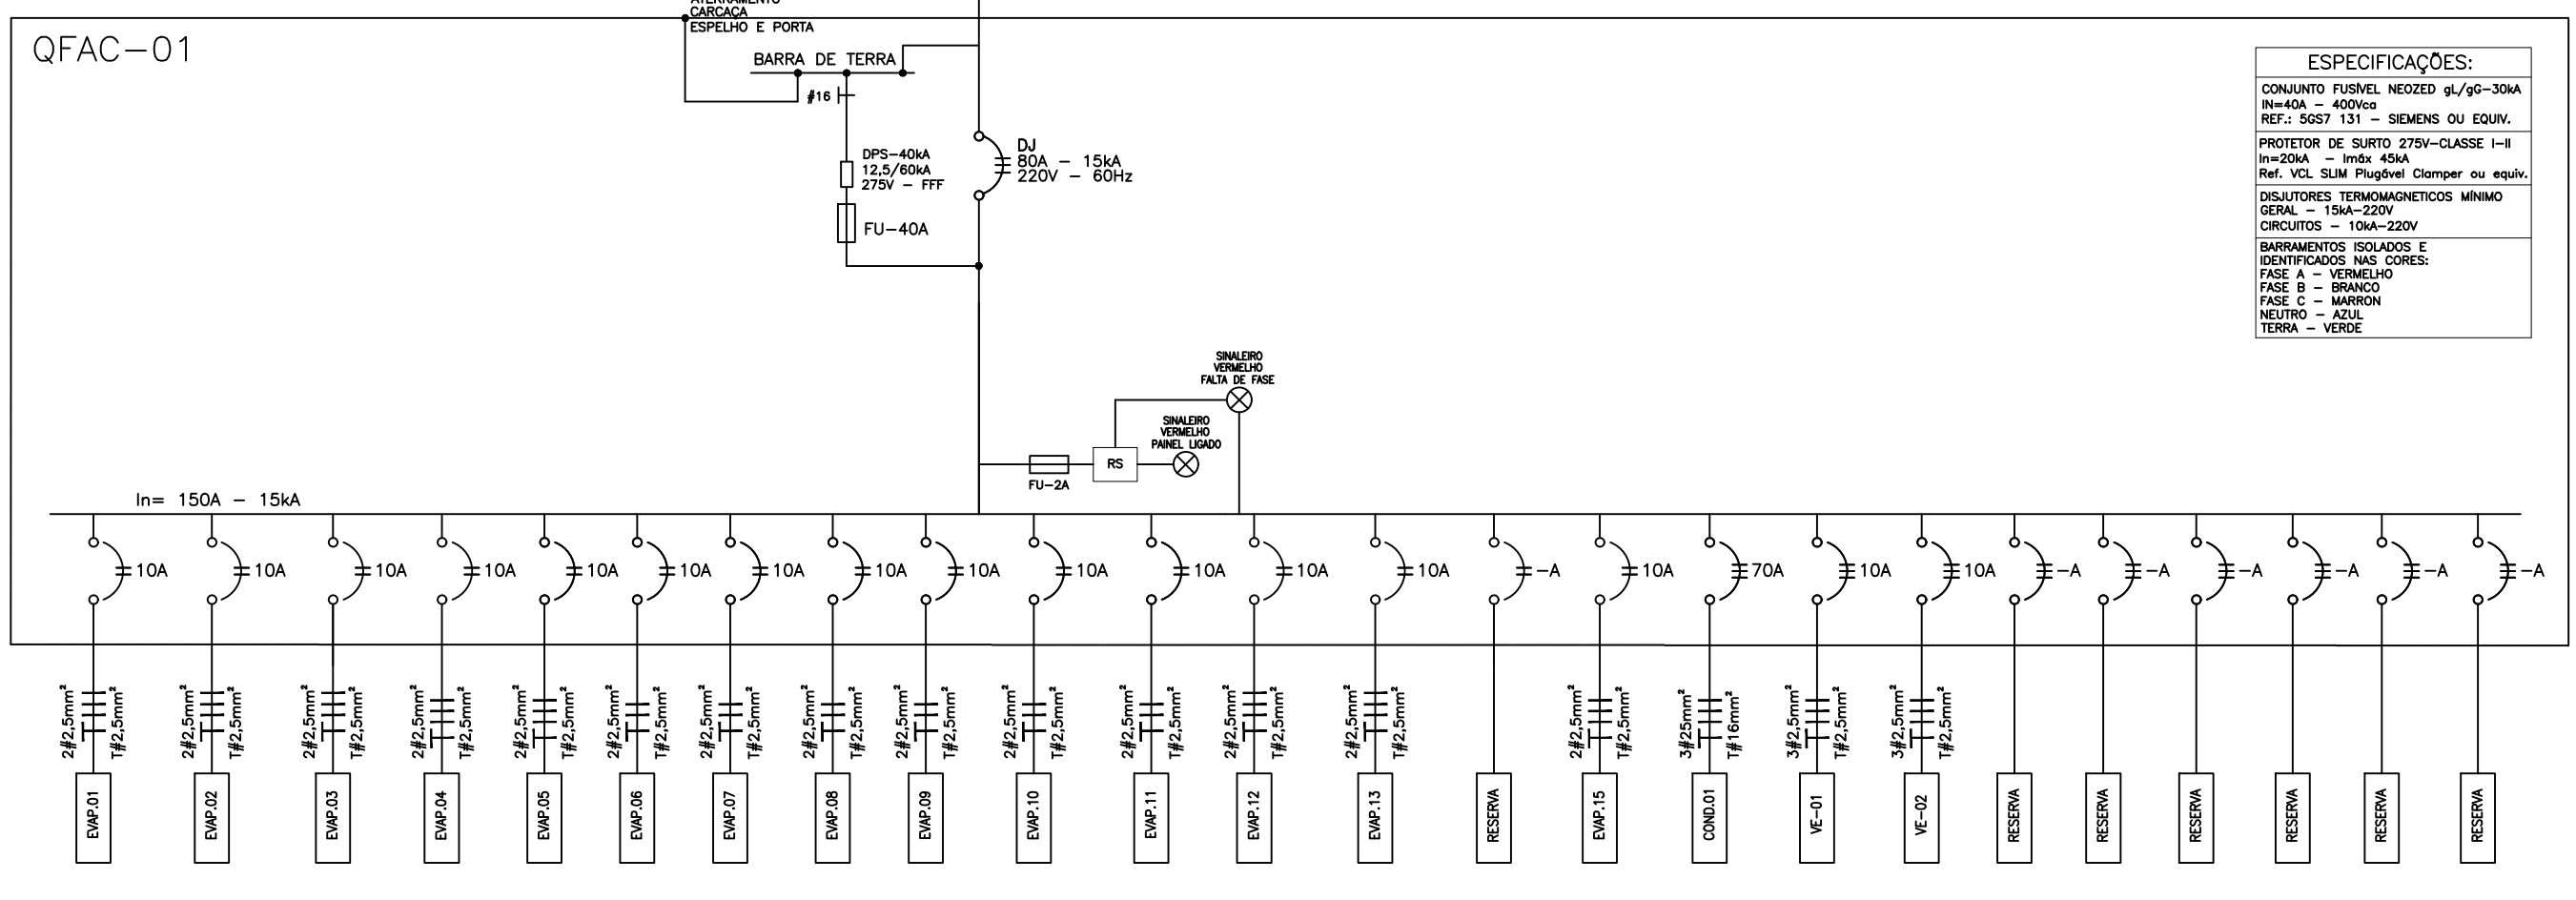 ATERRAMENTO
CARCAÇA
ESPELHO E PORTA
QFAC-01
BARRA DE TERRA
#16
DPS-40kA
12,5/60kA
275V - FFF
FU-40A
DJ
80A - 15kA
220V - 60Hz
ESPECIFICAÇÕES:
CONJUNTO FUSÍVEL NEOZED gL/gG-30kA
IN=40A - 400Vca
REF.: 5GS7 131 - SIEMENS OU EQUIV.
PROTETOR DE SURTO 275V-CLASSE I-II
In=20kA - Imáx 45kA
Ref. VCL SLIM Plugável Clamper ou equiv.
DISJUTORES TERMOMAGNETICOS MÍNIMO
GERAL - 15kA-220V
CIRCUITOS - 10kA-220V
BARRAMENTOS ISOLADOS E
IDENTIFICADOS NAS CORES:
FASE A - VERMELHO
FASE B - BRANCO
FASE C - MARRON
NEUTRO - AZUL
TERRA - VERDE
SINALEIRO
VERMELHO
FALTA DE FASE
SINALEIRO
VERMELHO
PAINEL LIGADO
RS
FU-2A
In= 150A - 15kA
10A
10A
10A
10A
10A
10A
10A
10A
10A
10A
10A
10A
10A
-A
10A
70A
10A
10A
-A
-A
-A
-A
-A
-A
2#2,5mm²
T#2,5mm²
2#2,5mm²
T#2,5mm²
2#2,5mm²
T#2,5mm²
2#2,5mm²
T#2,5mm²
2#2,5mm²
T#2,5mm²
2#2,5mm²
T#2,5mm²
2#2,5mm²
T#2,5mm²
2#2,5mm²
T#2,5mm²
2#2,5mm²
T#2,5mm²
2#2,5mm²
T#2,5mm²
2#2,5mm²
T#2,5mm²
2#2,5mm²
T#2,5mm²
2#2,5mm²
T#2,5mm²
2#2,5mm²
T#2,5mm²
3#25mm²
T#16mm²
3#2,5mm²
T#2,5mm²
3#2,5mm²
T#2,5mm²
EVAP.01
EVAP.02
EVAP.03
EVAP.04
EVAP.05
EVAP.06
EVAP.07
EVAP.08
EVAP.09
EVAP.10
EVAP.11
EVAP.12
EVAP.13
RESERVA
EVAP.15
COND.01
VE-01
VE-02
RESERVA
RESERVA
RESERVA
RESERVA
RESERVA
RESERVA